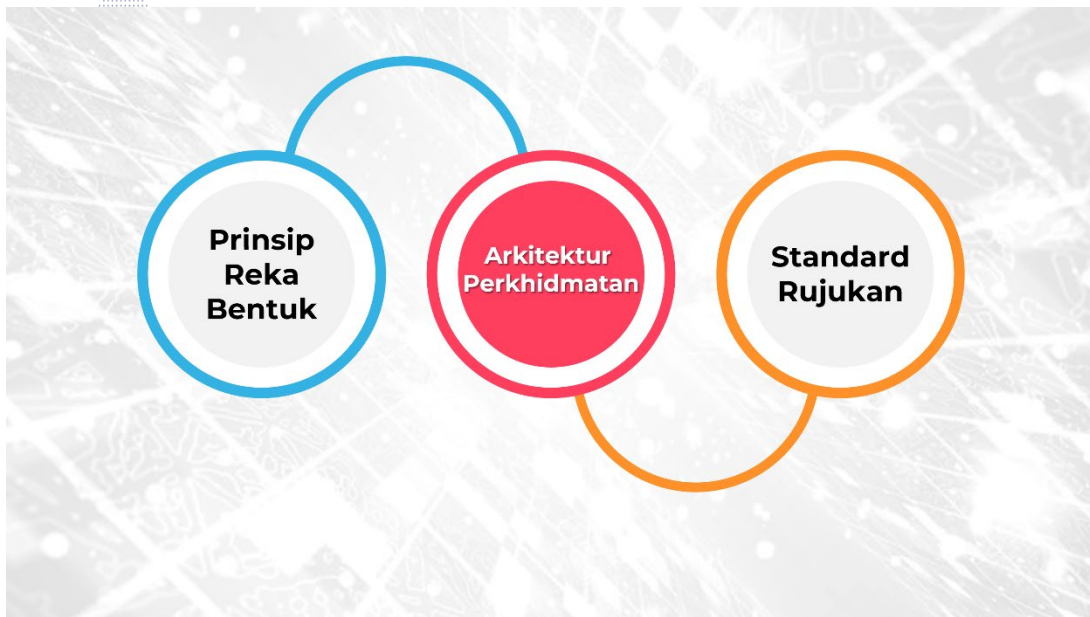 Prinsip
Reka
Bentuk
Arkitektur
Perkhidmatan
Standard
Rujukan